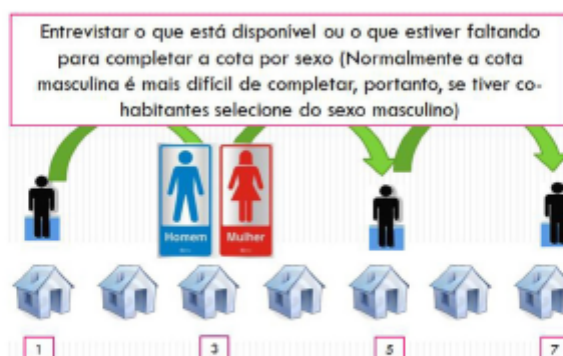 Entrevistar o que está disponível ou o que estiver faltando
para completar a cota por sexo (Normalmente a cota
masculina é mais difícil de completar, portanto, se tiver co-
habitantes selecione do sexo masculino)
Homem Mulher
1 3 5 7